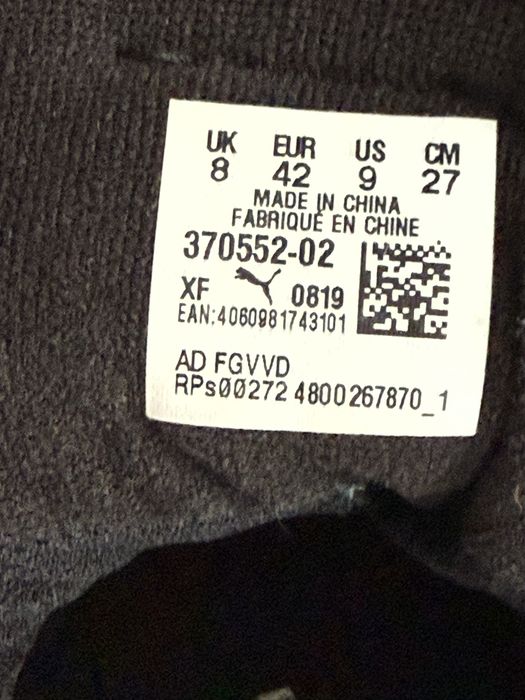 UK EUR US CM
8 42 9 27
MADE IN CHINA
FABRIQUÉ EN CHINE
370552-02
XF 0819
EAN:4060981743101
AD FGVVD
RPsØØ272 4800267870_1